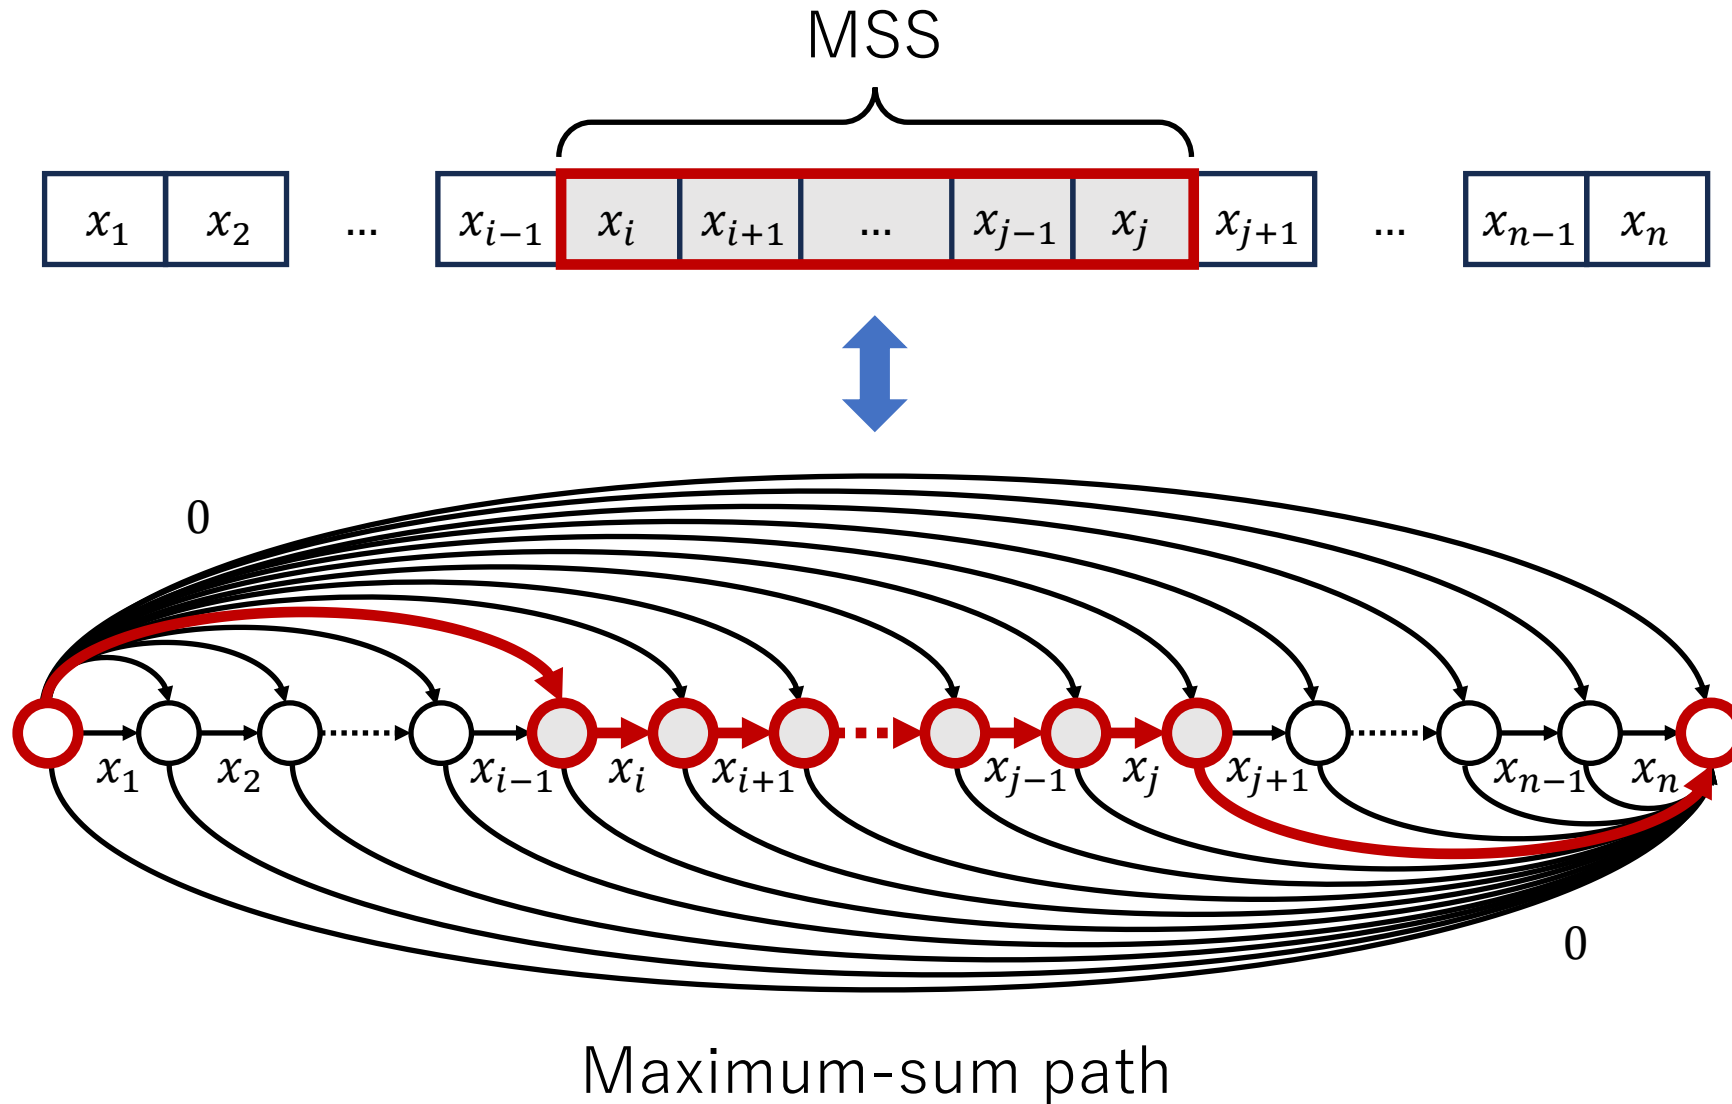 MSS
x₁ x₂ ... xᵢ₋₁ xᵢ xᵢ₊₁ ... xⱼ₋₁ xⱼ xⱼ₊₁ ... xₙ₋₁ xₙ
0
x₁ x₂ xᵢ₋₁ xᵢ xᵢ₊₁ xⱼ₋₁ xⱼ xⱼ₊₁ xₙ₋₁ xₙ
0
Maximum-sum path